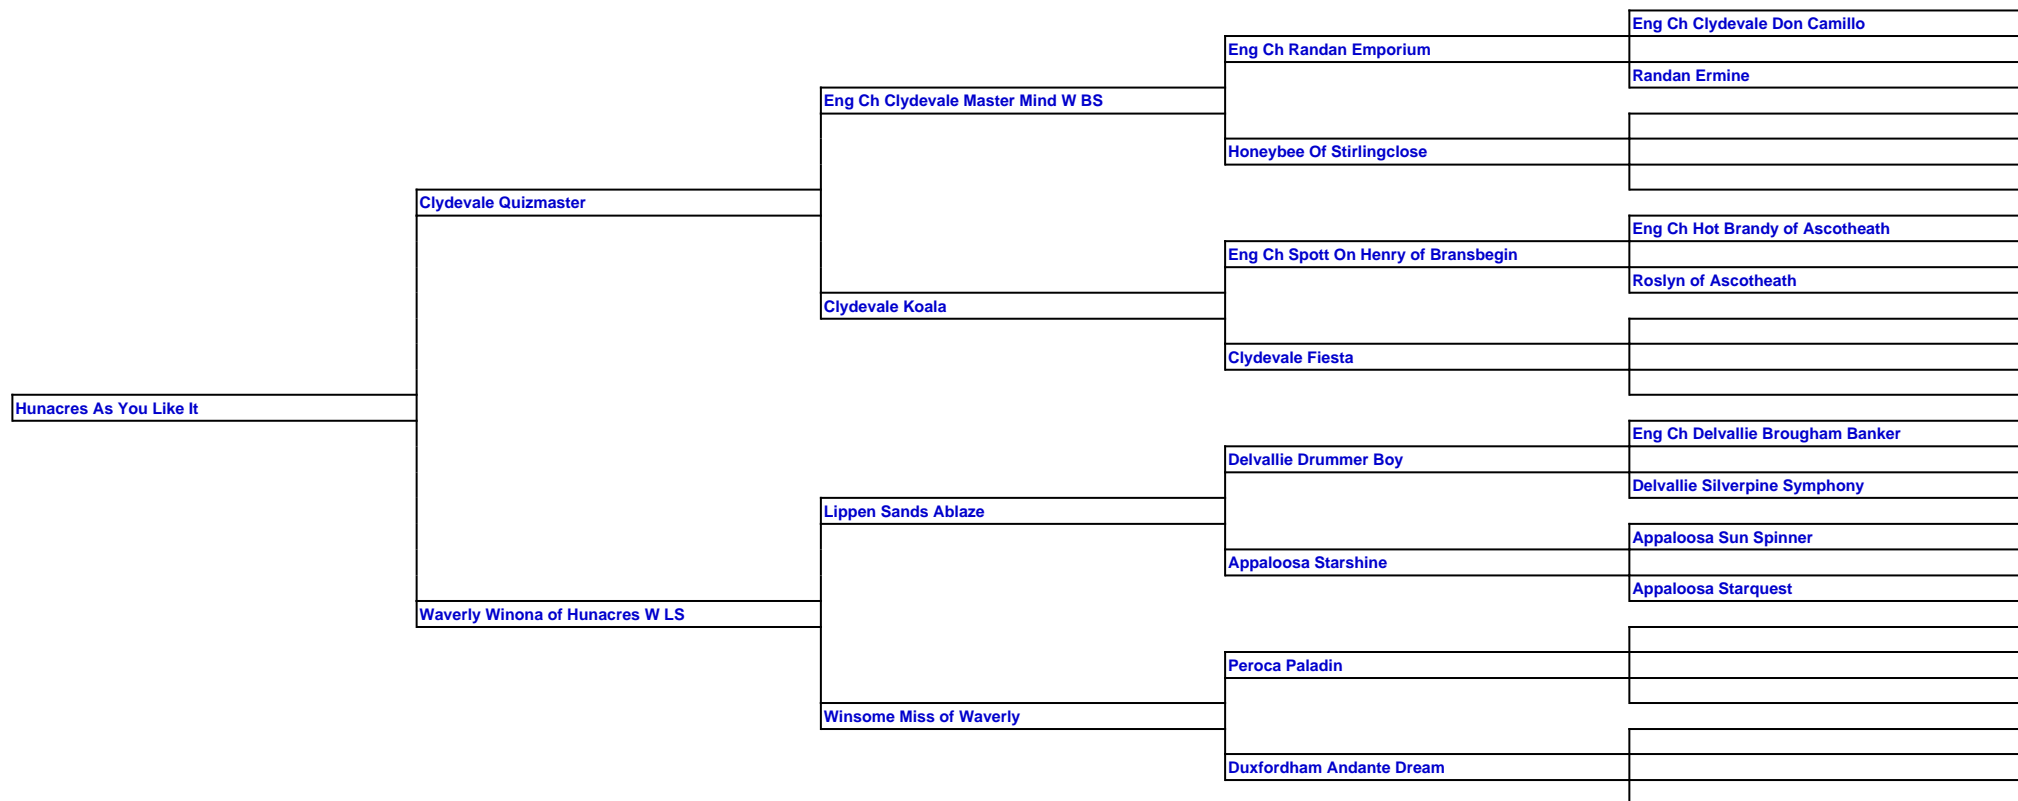 Eng Ch Clydevale Don Camillo
Eng Ch Randan Emporium
Randan Ermine
Eng Ch Clydevale Master Mind W BS
Honeybee Of Stirlingclose
Clydevale Quizmaster
Eng Ch Hot Brandy of Ascotheath
Eng Ch Spott On Henry of Bransbegin
Roslyn of Ascotheath
Clydevale Koala
Clydevale Fiesta
Hunacres As You Like It
Eng Ch Delvallie Brougham Banker
Delvallie Drummer Boy
Delvallie Silverpine Symphony
Lippen Sands Ablaze
Appaloosa Sun Spinner
Appaloosa Starshine
Appaloosa Starquest
Waverly Winona of Hunacres W LS
Peroca Paladin
Winsome Miss of Waverly
Duxfordham Andante Dream